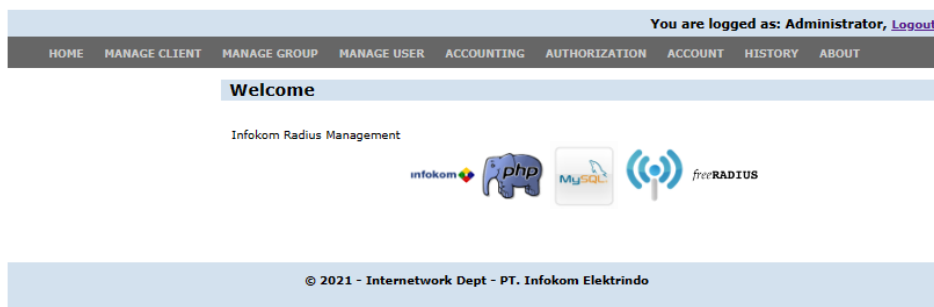 You are logged as: Administrator, Logout
HOME MANAGE CLIENT MANAGE GROUP MANAGE USER ACCOUNTING AUTHORIZATION ACCOUNT HISTORY ABOUT
Welcome
Infokom Radius Management
infokom php MySQL freeRADIUS
© 2021 - Internetwork Dept - PT. Infokom Elektrindo